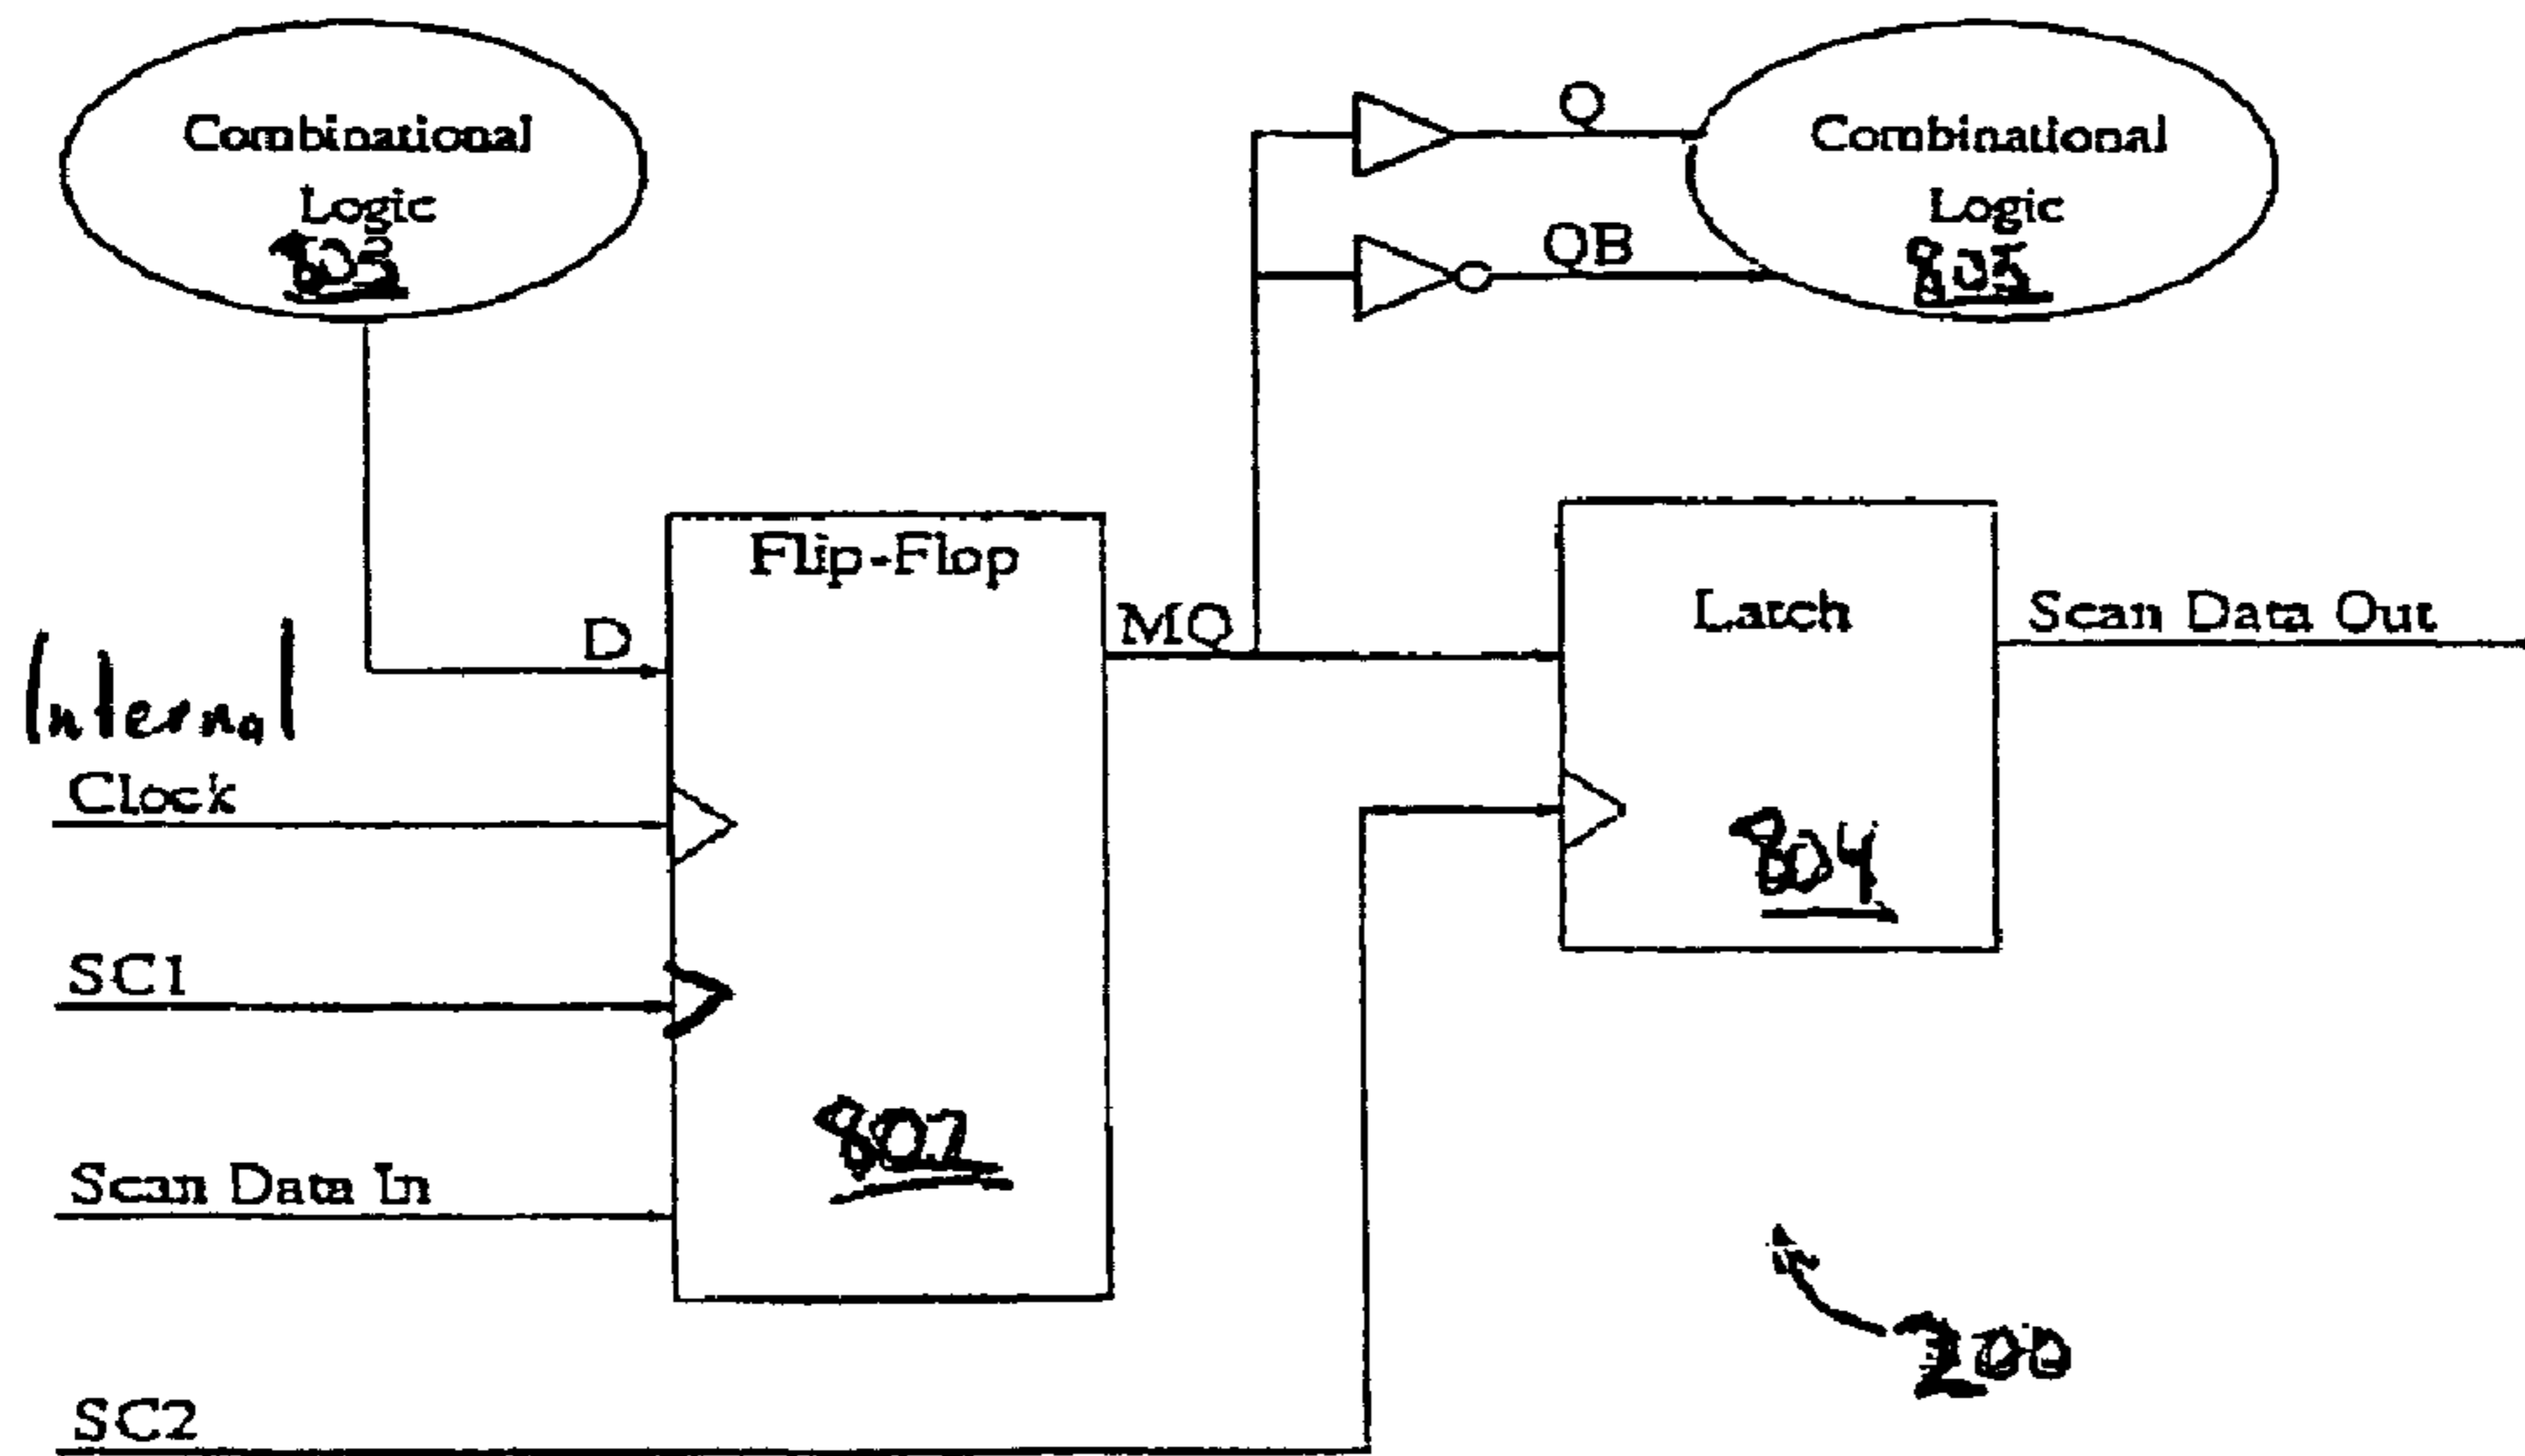 Combinational
Logic
Q
Combinational
Logic
805
QB
Flip-Flop
D
MQ
Latch
Scan Data Out
Internal
Clock
804
SC1
802
Scan Data In
200
SC2